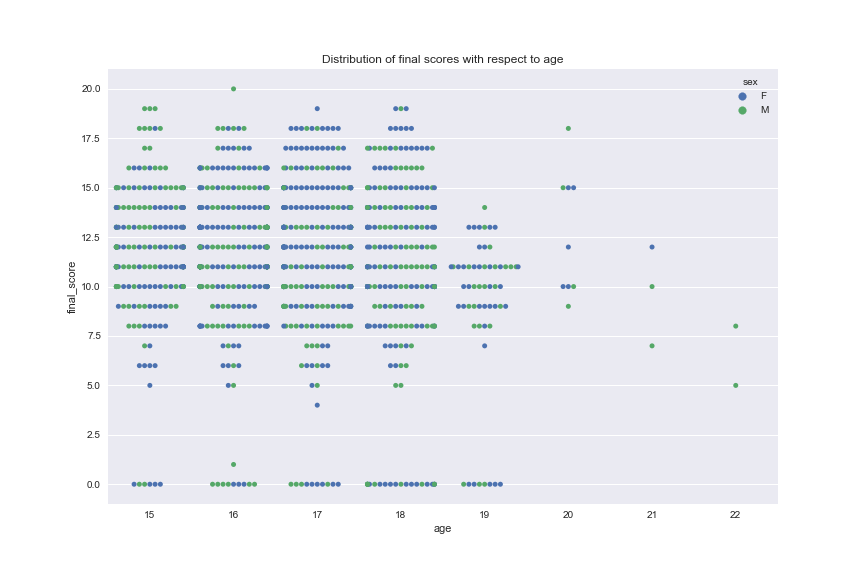 Distribution of final scores with respect to age
sex
F
M
20.0
17.5
15.0
12.5
10.0
7.5
5.0
2.5
0.0
final_score
15 16 17 18 19 20 21 22
age